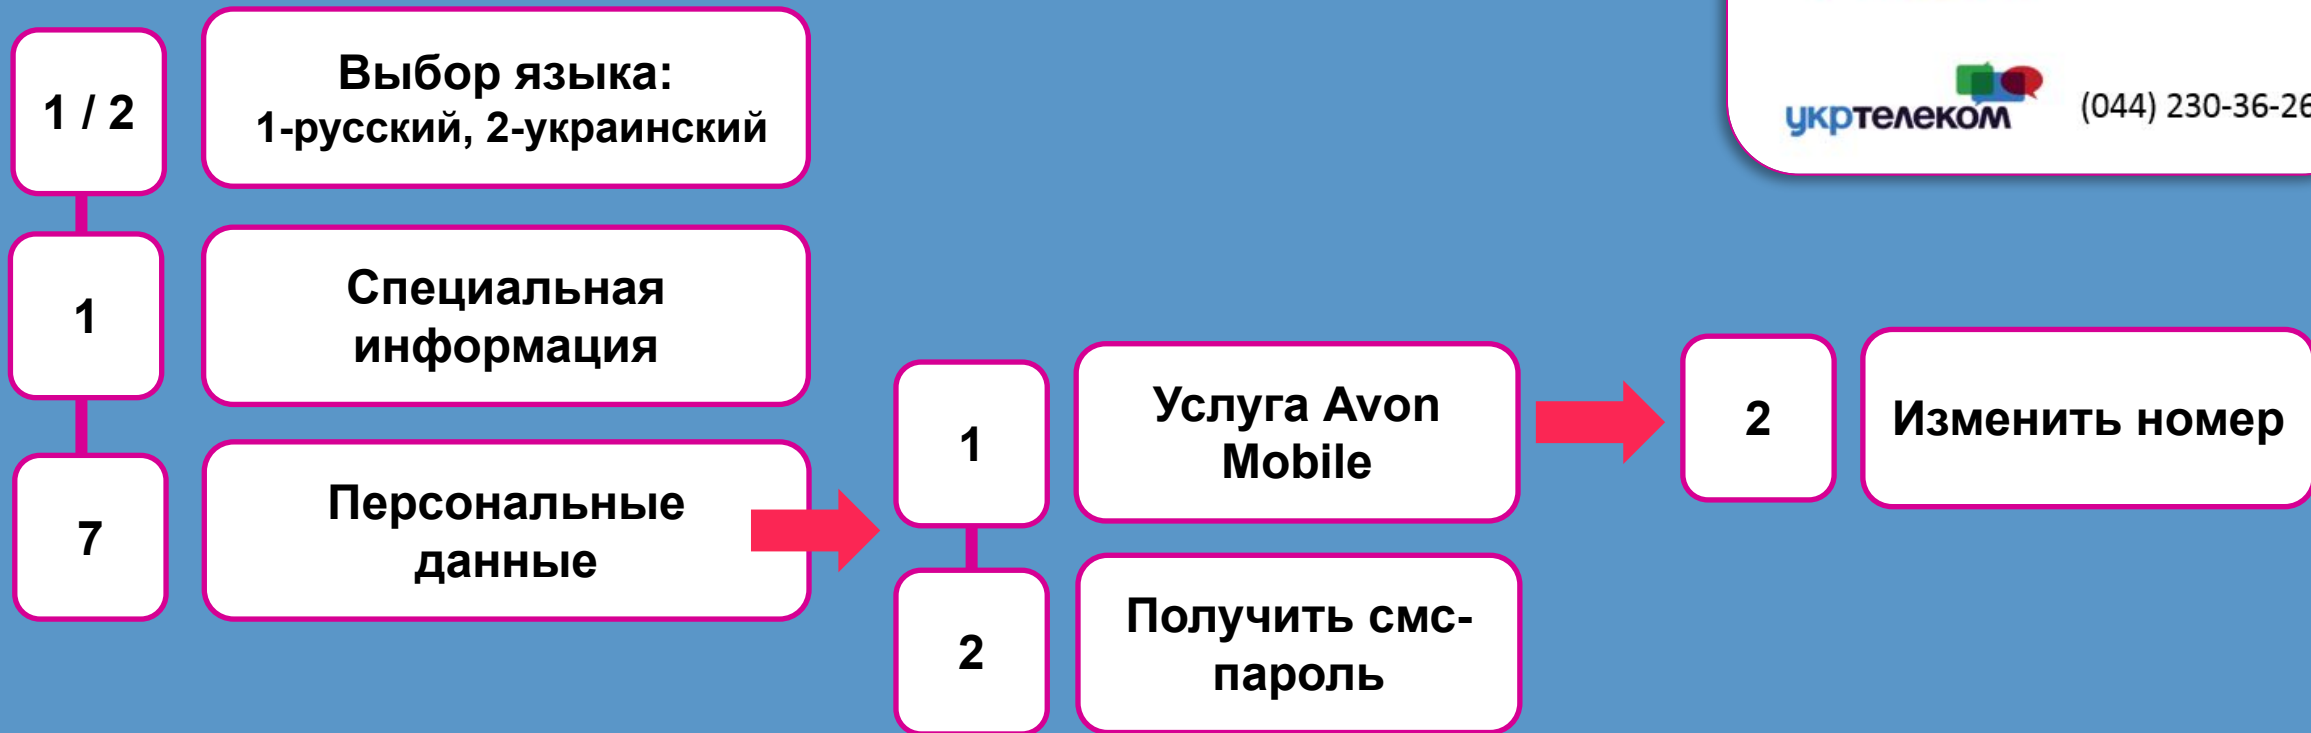 1 / 2
Выбор языка:
1-русский, 2-украинский
укртелеком
(044) 230-36-26
1
Специальная
информация
7
Персональные
данные
1
Услуга Avon
Mobile
2
Изменить номер
2
Получить смс-
пароль